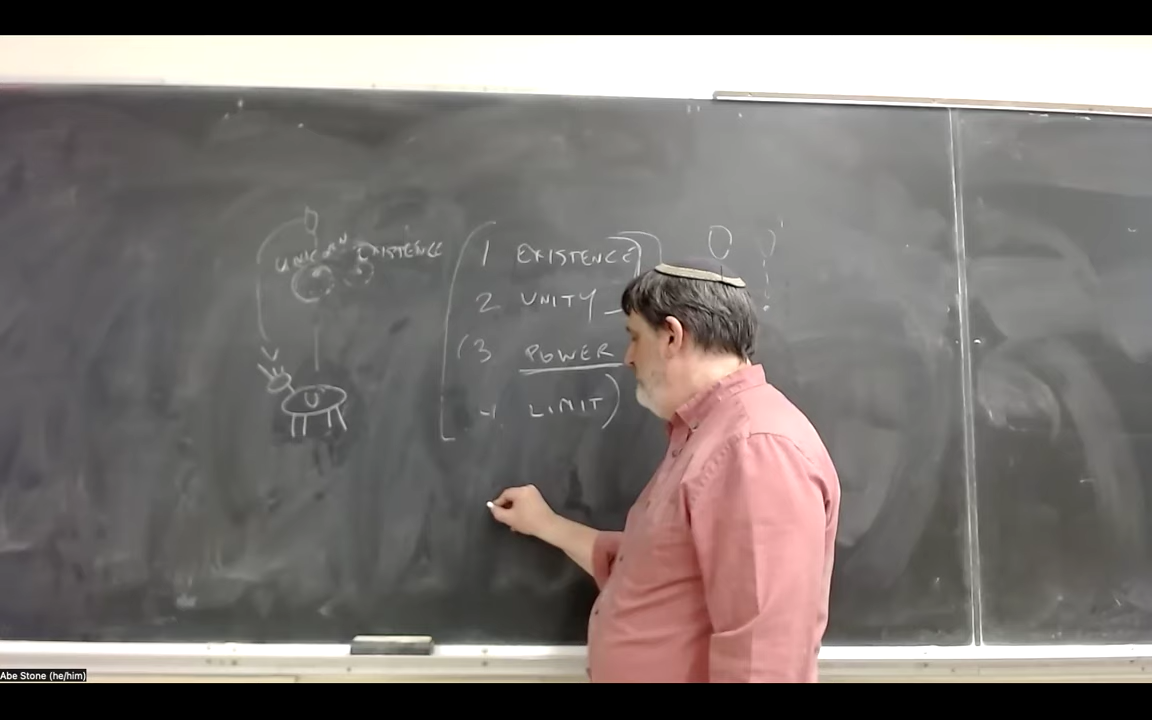 UNICORN EXISTENCE
1 EXISTENCE
2 UNITY
(3 POWER
4 LIMIT)
U
Abe Stone (he/him)